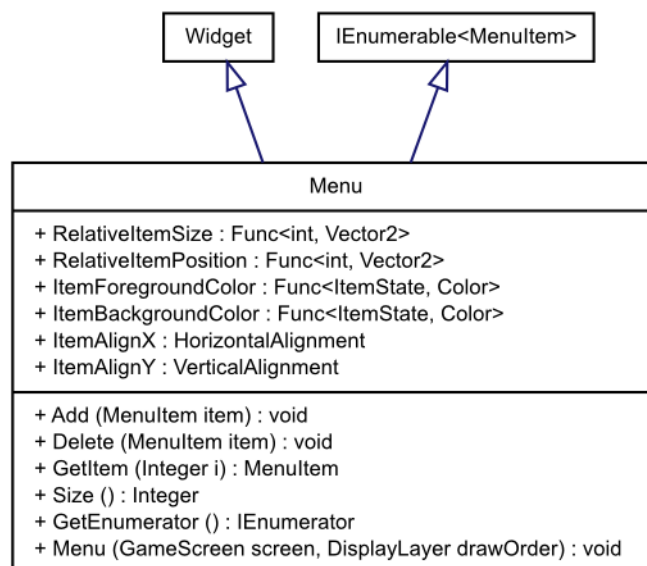 Widget
IEnumerable<MenuItem>
Menu
+ RelativeItemSize : Func<int, Vector2>
+ RelativeItemPosition : Func<int, Vector2>
+ ItemForegroundColor : Func<ItemState, Color>
+ ItemBackgroundColor : Func<ItemState, Color>
+ ItemAlignX : HorizontalAlignment
+ ItemAlignY : VerticalAlignment
+ Add (MenuItem item) : void
+ Delete (MenuItem item) : void
+ GetItem (Integer i) : MenuItem
+ Size () : Integer
+ GetEnumerator () : IEnumerator
+ Menu (GameScreen screen, DisplayLayer drawOrder) : void